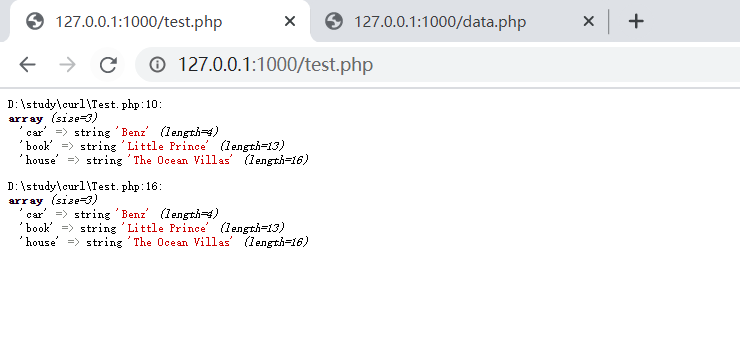 127.0.0.1:1000/test.php
127.0.0.1:1000/data.php
127.0.0.1:1000/test.php
D:\study\curl\Test.php:10:
array (size=3)
'car' => string 'Benz' (length=4)
'book' => string 'Little Prince' (length=13)
'house' => string 'The Ocean Villas' (length=16)
D:\study\curl\Test.php:16:
array (size=3)
'car' => string 'Benz' (length=4)
'book' => string 'Little Prince' (length=13)
'house' => string 'The Ocean Villas' (length=16)